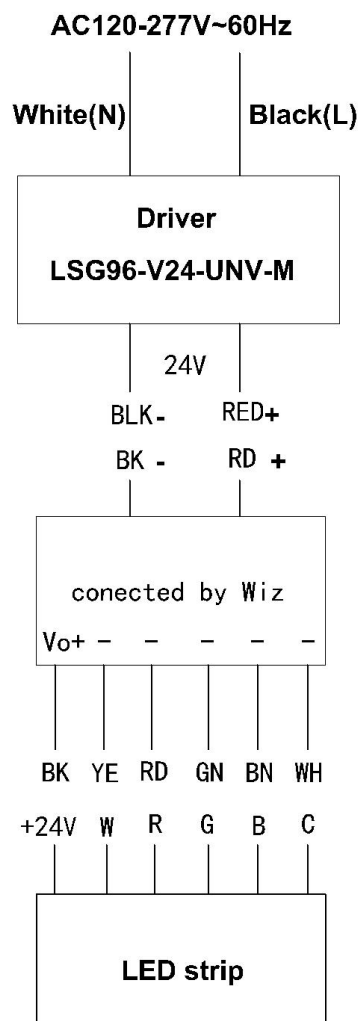 AC120-277V~60Hz
White(N) Black(L)
Driver
LSG96-V24-UNV-M
24V
BLK- RED+
BK - RD +
conected by Wiz
Vo+ - - - - -
BK YE RD GN BN WH
+24V W R G B C
LED strip